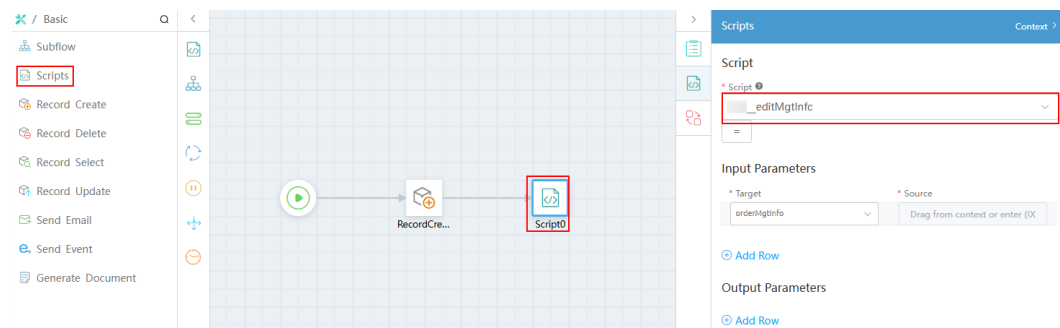 / Basic
Subflow
Scripts
Record Create
Record Delete
Record Select
Record Update
Send Email
Send Event
Generate Document
RecordCre...
Script0
Scripts
Context >
Script
* Script
__editMgtInfc
=
Input Parameters
* Target
* Source
orderMgtInfo
Drag from context or enter {!X
Add Row
Output Parameters
Add Row